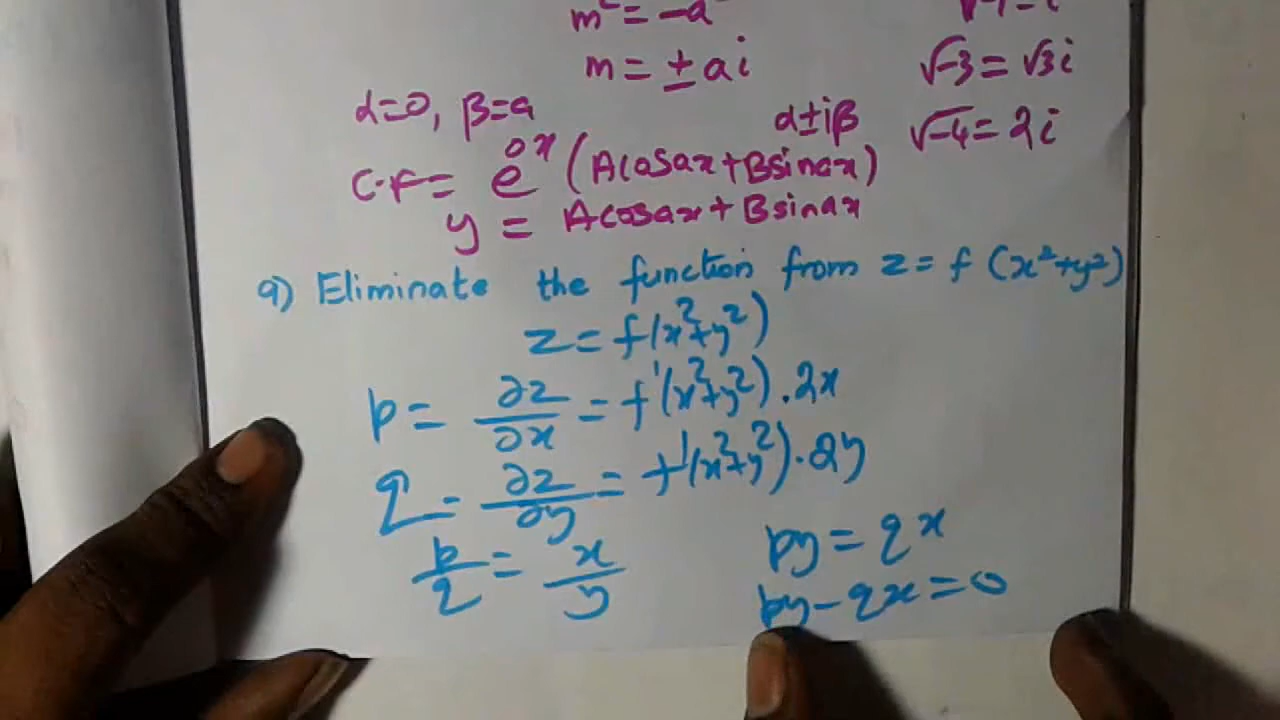 m² = -a²
√-1 = i
m = ± ai
√-3 = √3i
α=0, β=a
α±iβ
√-4 = 2i
C.F = e^0x (Acosax + Bsinax)
y = Acosax + Bsinax
9) Eliminate the function from z = f (x²+y²)
z = f(x²+y²)
p = ∂z/∂x = f'(x²+y²).2x
q = ∂z/∂y = f'(x²+y²).2y
p/q = x/y
py = qx
py - qx = 0